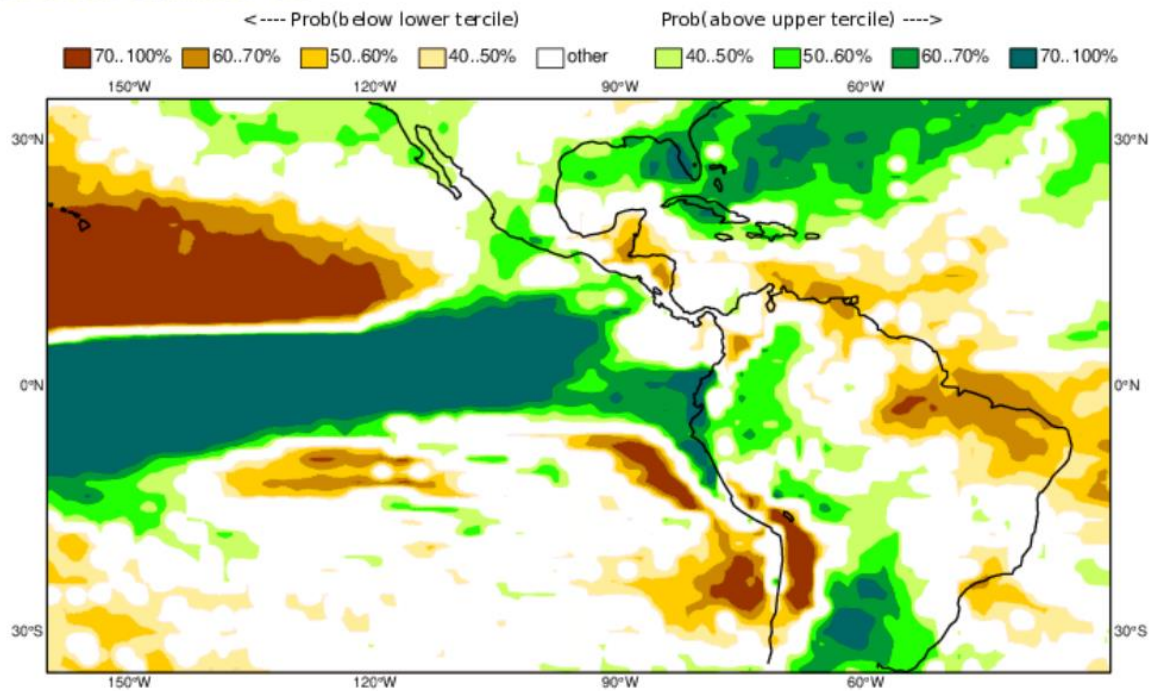 <---- Prob(below lower tercile) Prob(above upper tercile) ---->
70..100% 60..70% 50..60% 40..50% other 40..50% 50..60% 60..70% 70..100%
150°W 120°W 90°W 60°W
30°N 30°N
0°N 0°N
30°S 30°S
150°W 120°W 90°W 60°W